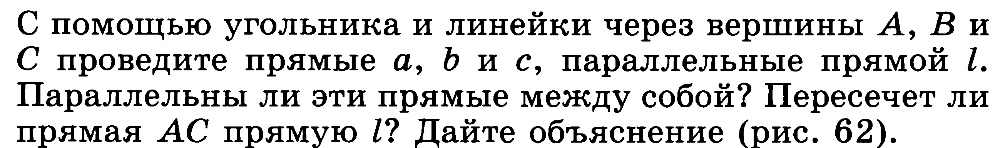 С помощью угольника и линейки через вершины A, B и
C проведите прямые a, b и c, параллельные прямой l.
Параллельны ли эти прямые между собой? Пересечет ли
прямая AC прямую l? Дайте объяснение (рис. 62).